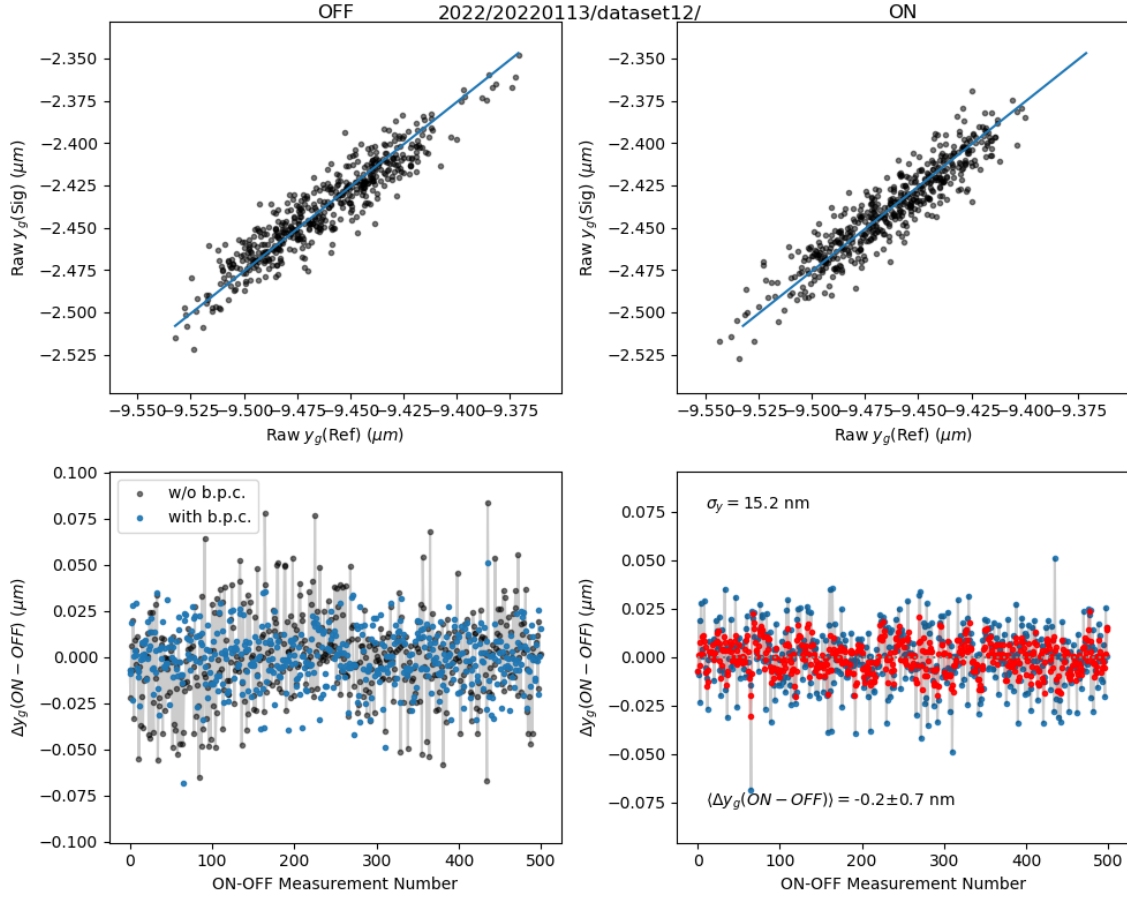 OFF 2022/20220113/dataset12/ ON
−2.350
−2.375
−2.400
−2.425
−2.450
−2.475
−2.500
−2.525
Raw y_g(Sig) (μm)
−9.550 −9.525 −9.500 −9.475 −9.450 −9.425 −9.400 −9.375
Raw y_g(Ref) (μm)
−2.350
−2.375
−2.400
−2.425
−2.450
−2.475
−2.500
−2.525
Raw y_g(Sig) (μm)
−9.550 −9.525 −9.500 −9.475 −9.450 −9.425 −9.400 −9.375
Raw y_g(Ref) (μm)
0.100
0.075
0.050
0.025
0.000
−0.025
−0.050
−0.075
−0.100
Δy_g(ON − OFF) (μm)
w/o b.p.c.
with b.p.c.
0 100 200 300 400 500
ON-OFF Measurement Number
0.075
0.050
0.025
0.000
−0.025
−0.050
−0.075
Δy_g(ON − OFF) (μm)
σ_y = 15.2 nm
⟨Δy_g(ON − OFF)⟩ = -0.2±0.7 nm
0 100 200 300 400 500
ON-OFF Measurement Number